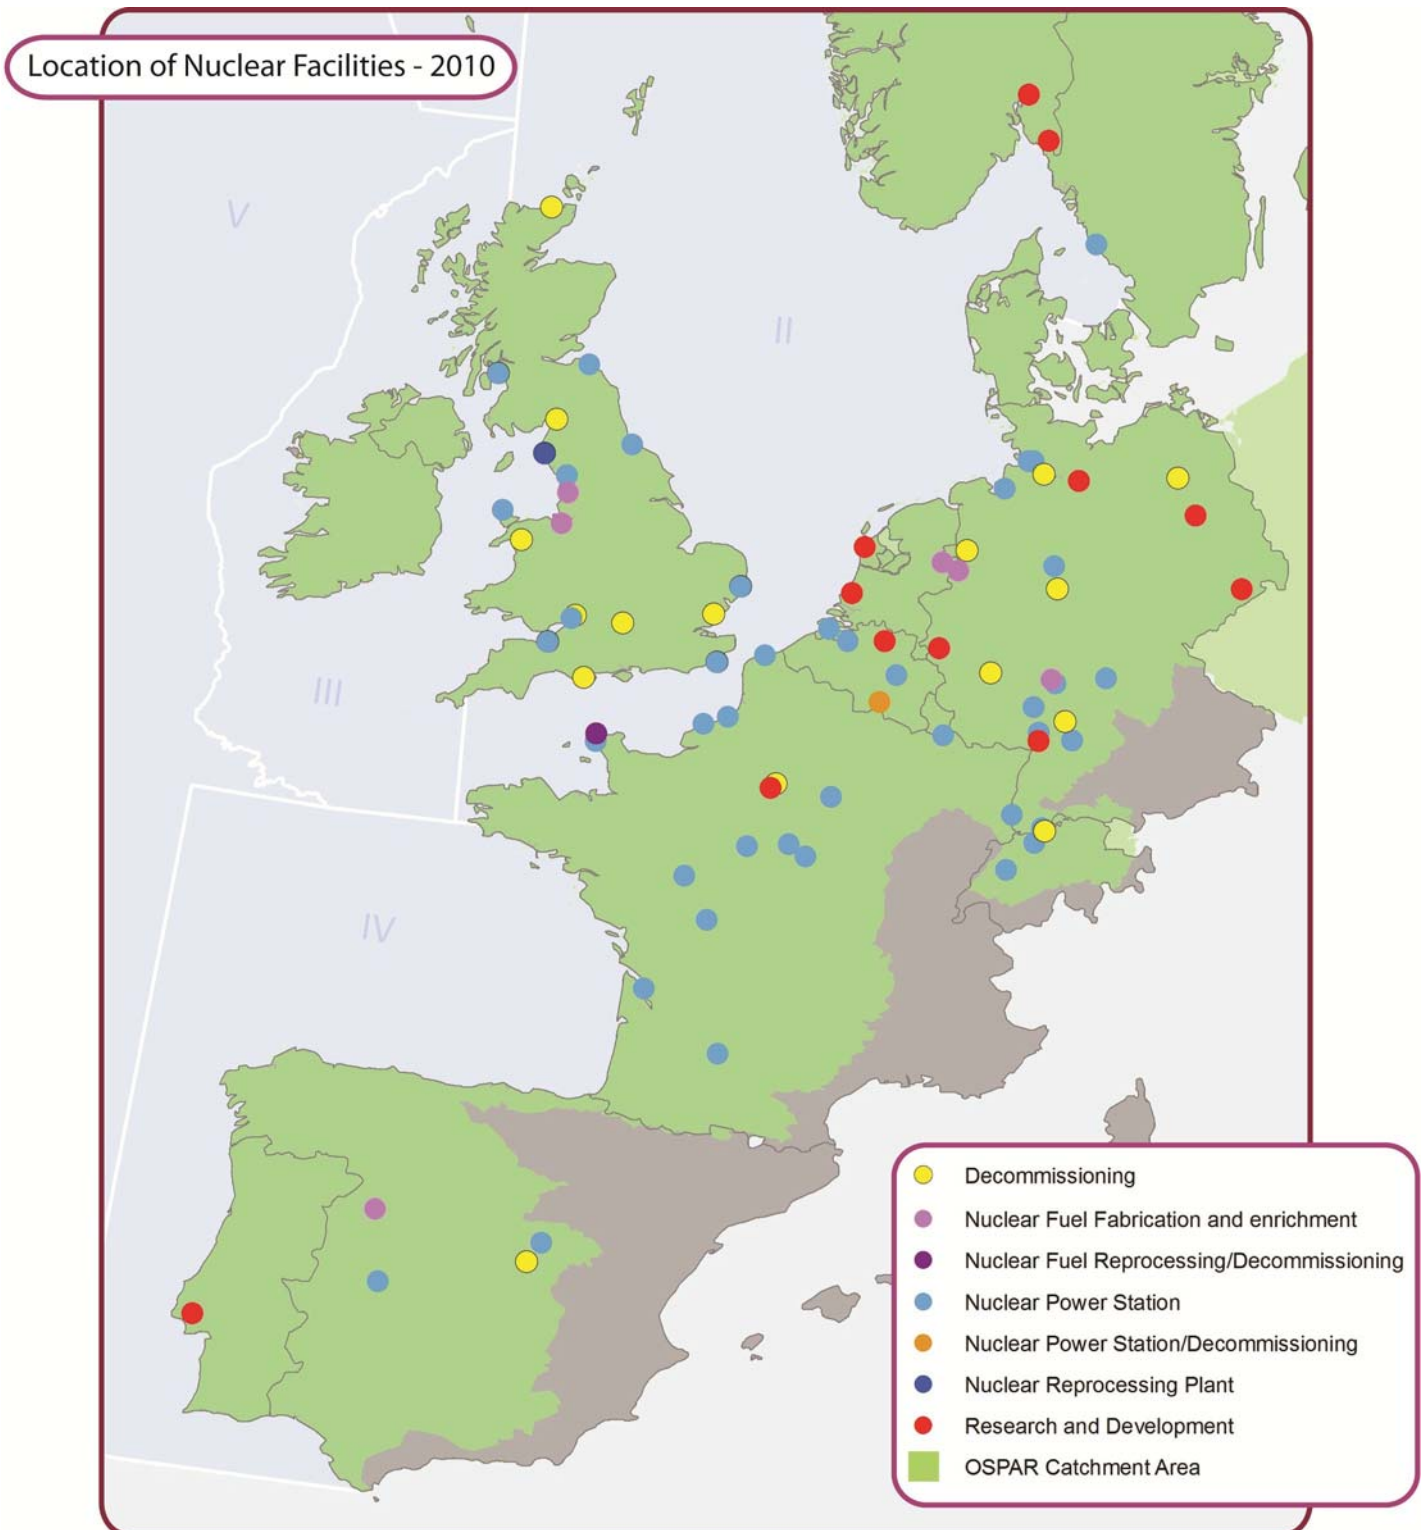 Location of Nuclear Facilities - 2010
V
II
III
IV
Decommissioning
Nuclear Fuel Fabrication and enrichment
Nuclear Fuel Reprocessing/Decommissioning
Nuclear Power Station
Nuclear Power Station/Decommissioning
Nuclear Reprocessing Plant
Research and Development
OSPAR Catchment Area